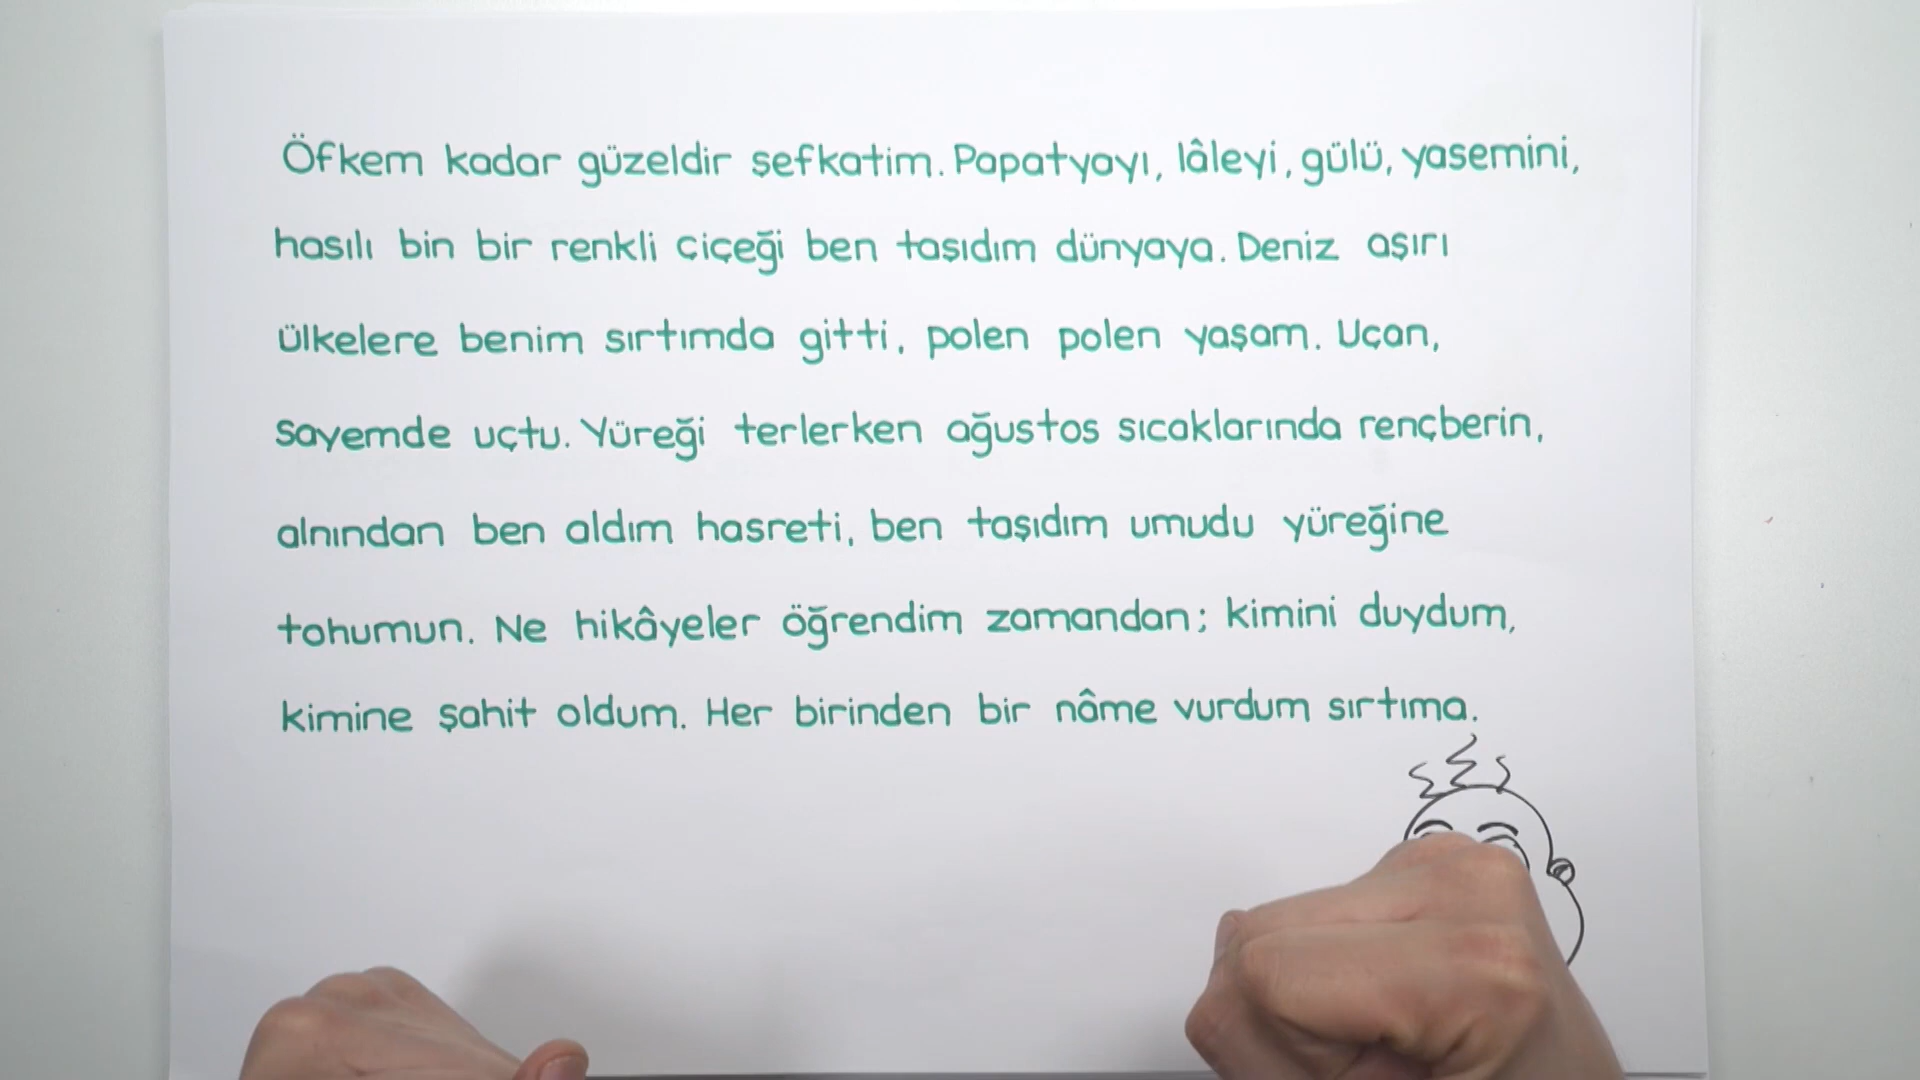 Öfkem kadar güzeldir şefkatim. Papatyayı, lâleyi, gülü, yasemini,
hasılı bin bir renkli çiçeği ben taşıdım dünyaya. Deniz aşırı
ülkelere benim sırtımda gitti, polen polen yaşam. Uçan,
sayemde uçtu. Yüreği terlerken ağustos sıcaklarında rençberin,
alnından ben aldım hasreti, ben taşıdım umudu yüreğine
tohumun. Ne hikâyeler öğrendim zamandan; kimini duydum,
kimine şahit oldum. Her birinden bir nâme vurdum sırtıma.